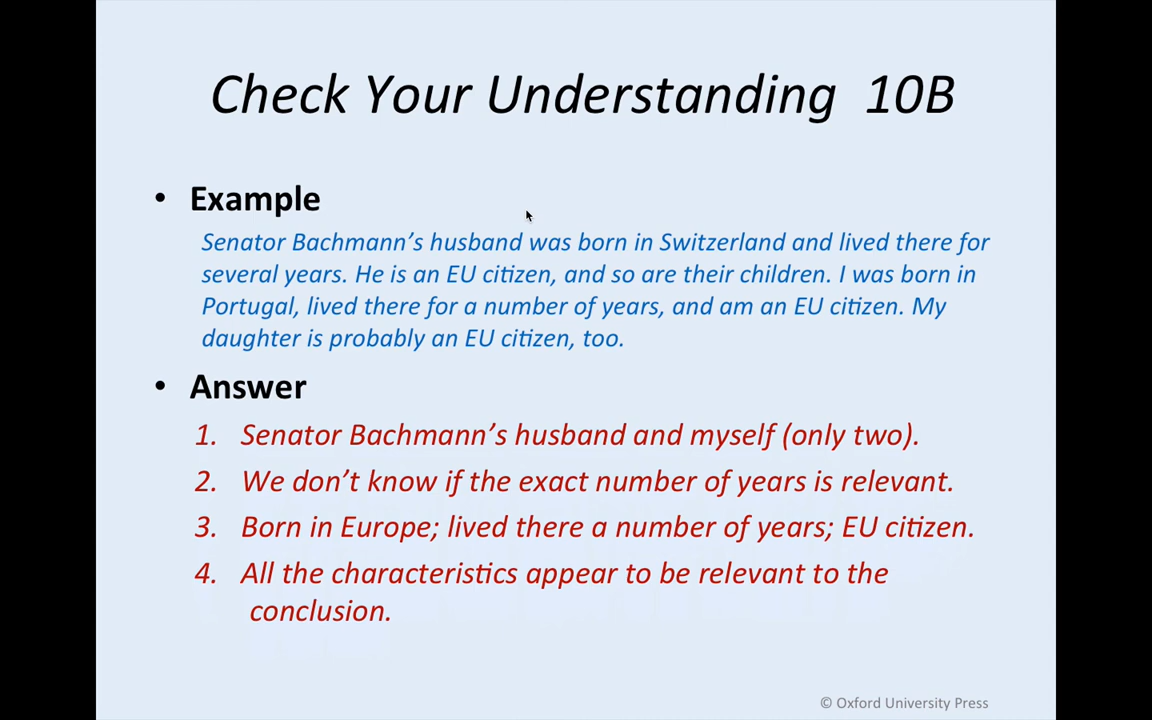 Check Your Understanding 10B
• Example
Senator Bachmann’s husband was born in Switzerland and lived there for
several years. He is an EU citizen, and so are their children. I was born in
Portugal, lived there for a number of years, and am an EU citizen. My
daughter is probably an EU citizen, too.
• Answer
1. Senator Bachmann’s husband and myself (only two).
2. We don’t know if the exact number of years is relevant.
3. Born in Europe; lived there a number of years; EU citizen.
4. All the characteristics appear to be relevant to the
conclusion.
© Oxford University Press